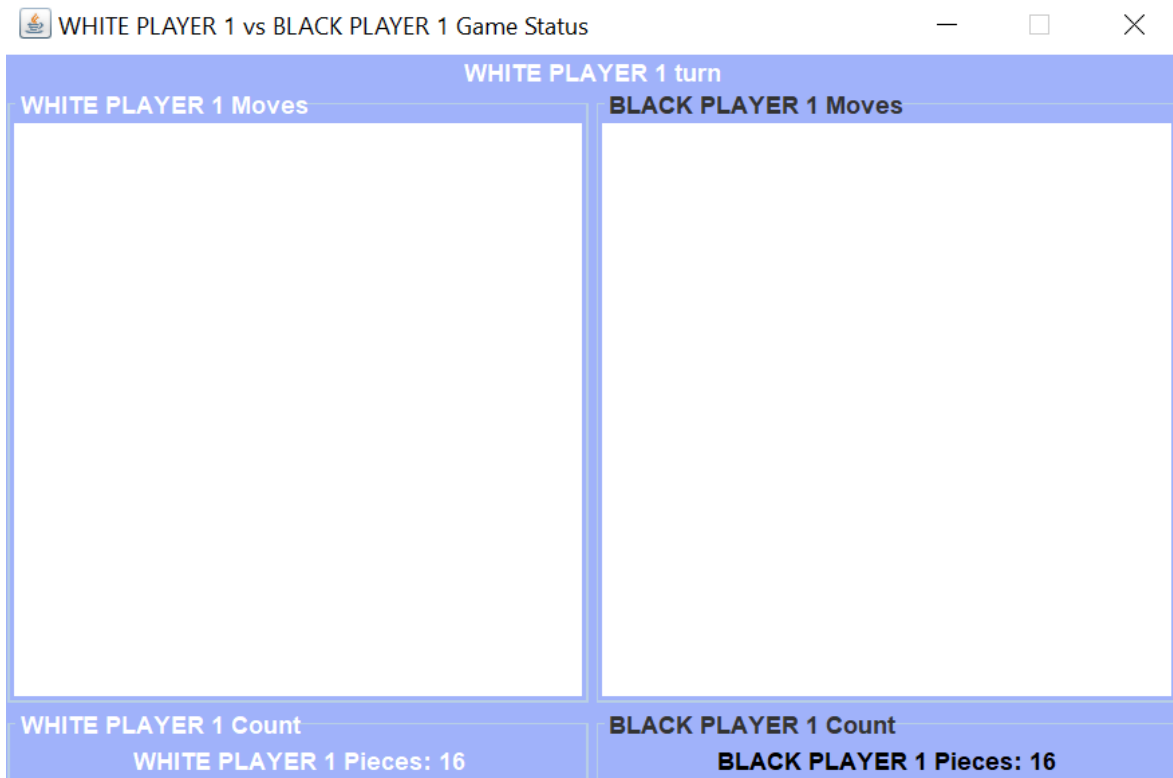 WHITE PLAYER 1 vs BLACK PLAYER 1 Game Status
WHITE PLAYER 1 turn
WHITE PLAYER 1 Moves
BLACK PLAYER 1 Moves
WHITE PLAYER 1 Count
WHITE PLAYER 1 Pieces: 16
BLACK PLAYER 1 Count
BLACK PLAYER 1 Pieces: 16